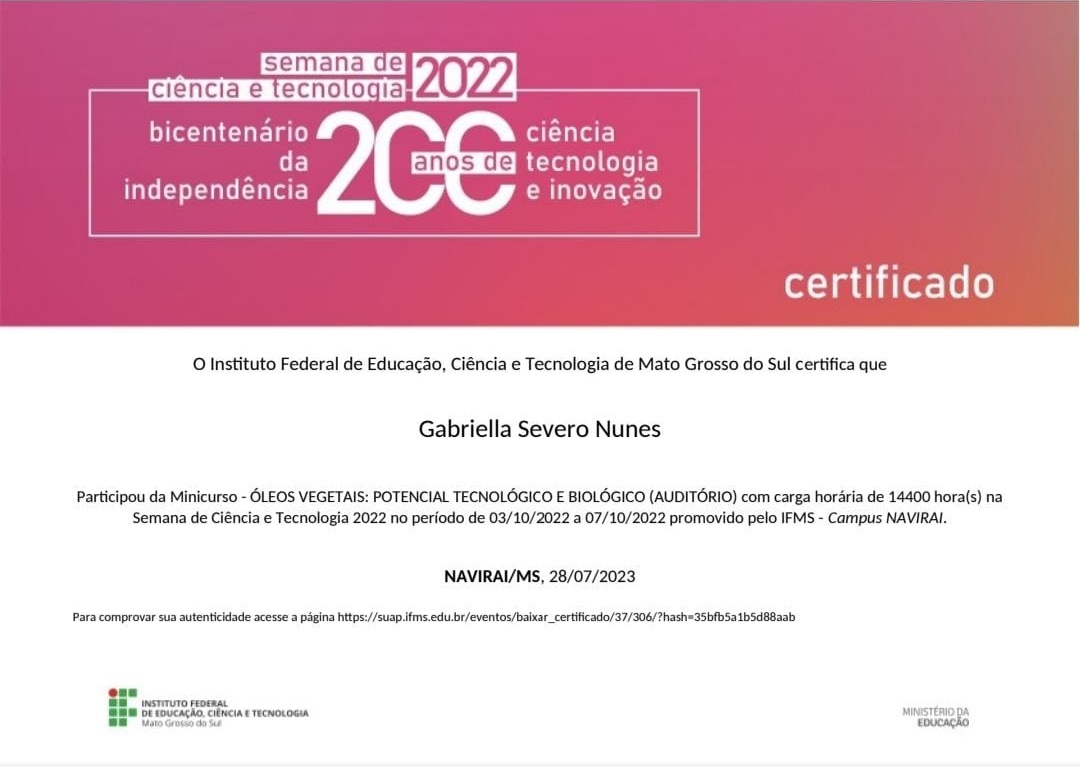 semana de
ciência e tecnologia 2022
bicentenário
da
independência
200
anos de
ciência
tecnologia
e inovação
certificado
O Instituto Federal de Educação, Ciência e Tecnologia de Mato Grosso do Sul certifica que
Gabriella Severo Nunes
Participou da Minicurso - ÓLEOS VEGETAIS: POTENCIAL TECNOLÓGICO E BIOLÓGICO (AUDITÓRIO) com carga horária de 14400 hora(s) na
Semana de Ciência e Tecnologia 2022 no período de 03/10/2022 a 07/10/2022 promovido pelo IFMS - Campus NAVIRAI.
NAVIRAI/MS, 28/07/2023
Para comprovar sua autenticidade acesse a página https://suap.ifms.edu.br/eventos/baixar_certificado/37/306/?hash=35bfb5a1b5d88aab
INSTITUTO FEDERAL
DE EDUCAÇÃO, CIÊNCIA E TECNOLOGIA
Mato Grosso do Sul
MINISTÉRIO DA
EDUCAÇÃO